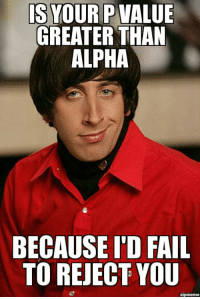 IS YOUR P VALUE
GREATER THAN
ALPHA
BECAUSE I'D FAIL
TO REJECT YOU